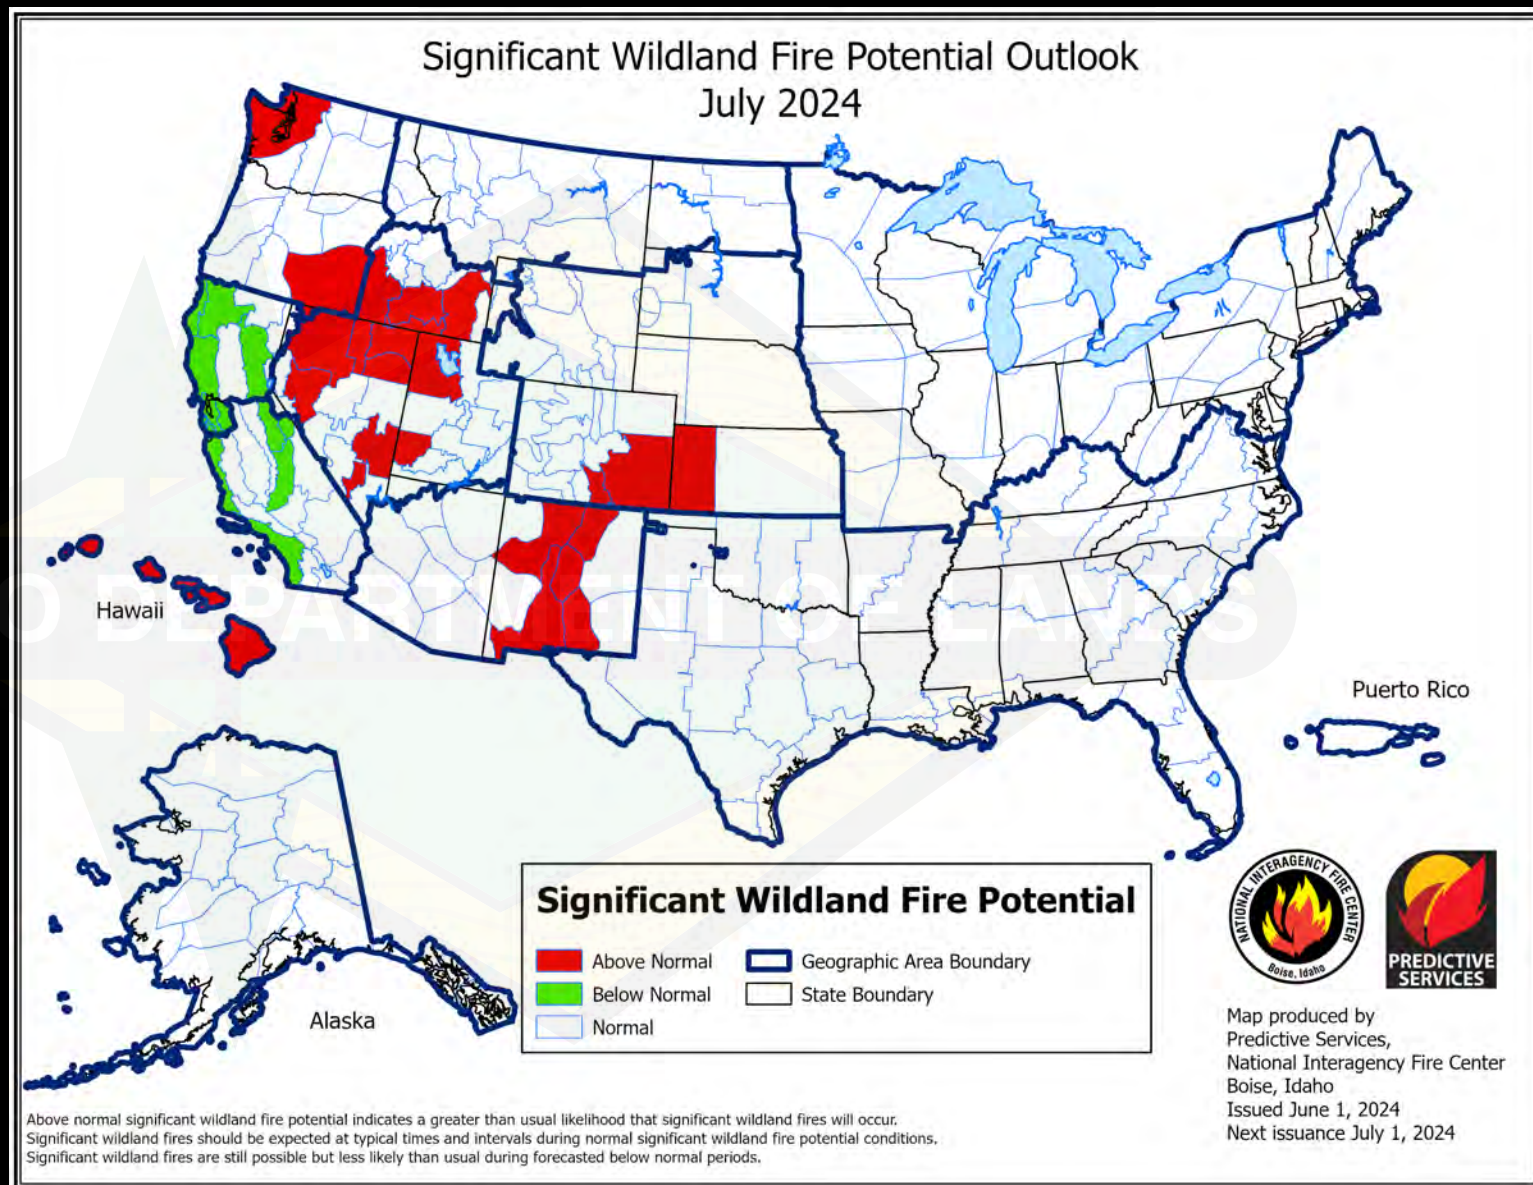 Significant Wildland Fire Potential Outlook
July 2024
Hawaii
O DEPARTMENT OF LANDS
Puerto Rico
Alaska
Significant Wildland Fire Potential
Above Normal
Geographic Area Boundary
Below Normal
State Boundary
Normal
NATIONAL INTERAGENCY FIRE CENTER
Boise, Idaho
PREDICTIVE
SERVICES
Map produced by
Predictive Services,
National Interagency Fire Center
Boise, Idaho
Issued June 1, 2024
Next issuance July 1, 2024
Above normal significant wildland fire potential indicates a greater than usual likelihood that significant wildland fires will occur.
Significant wildland fires should be expected at typical times and intervals during normal significant wildland fire potential conditions.
Significant wildland fires are still possible but less likely than usual during forecasted below normal periods.